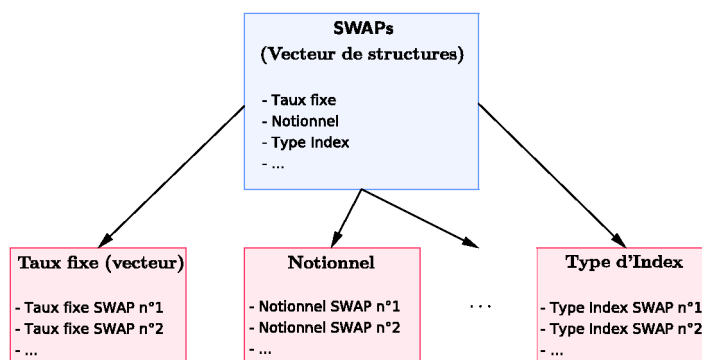 SWAPs
(Vecteur de structures)
- Taux fixe
- Notionnel
- Type Index
- ...
Taux fixe (vecteur)
- Taux fixe SWAP n°1
- Taux fixe SWAP n°2
- ...
Notionnel
- Notionnel SWAP n°1
- Notionnel SWAP n°2
- ...
...
Type d'Index
- Type Index SWAP n°1
- Type Index SWAP n°2
- ...